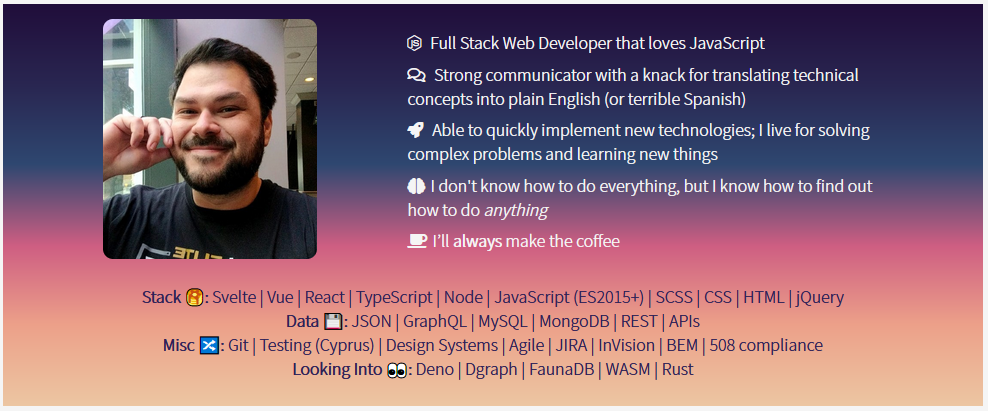 Full Stack Web Developer that loves JavaScript
Strong communicator with a knack for translating technical
concepts into plain English (or terrible Spanish)
Able to quickly implement new technologies; I live for solving
complex problems and learning new things
I don't know how to do everything, but I know how to find out
how to do anything
I’ll always make the coffee
Stack 🥞: Svelte | Vue | React | TypeScript | Node | JavaScript (ES2015+) | SCSS | CSS | HTML | jQuery
Data 💾: JSON | GraphQL | MySQL | MongoDB | REST | APIs
Misc 🔀: Git | Testing (Cyprus) | Design Systems | Agile | JIRA | InVision | BEM | 508 compliance
Looking Into 👀: Deno | Dgraph | FaunaDB | WASM | Rust